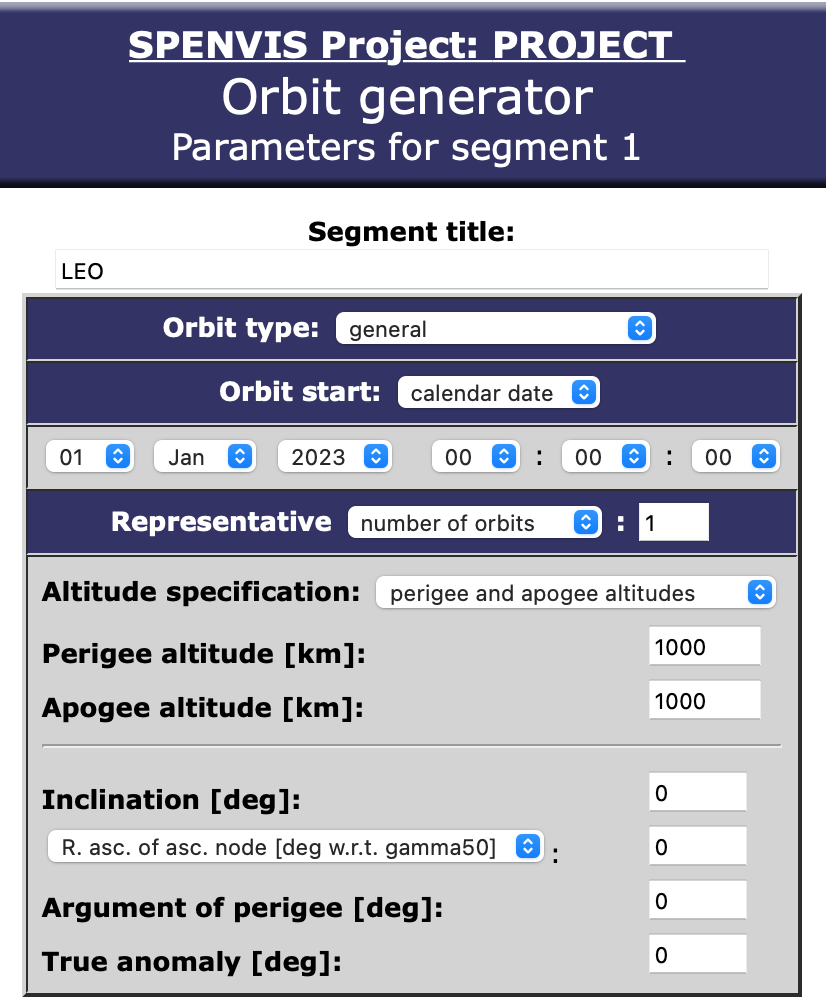 SPENVIS Project: PROJECT
Orbit generator
Parameters for segment 1
Segment title:
LEO
Orbit type: general
Orbit start: calendar date
01 Jan 2023 00 : 00 : 00
Representative number of orbits : 1
Altitude specification: perigee and apogee altitudes
Perigee altitude [km]: 1000
Apogee altitude [km]: 1000
Inclination [deg]: 0
R. asc. of asc. node [deg w.r.t. gamma50] : 0
Argument of perigee [deg]: 0
True anomaly [deg]: 0